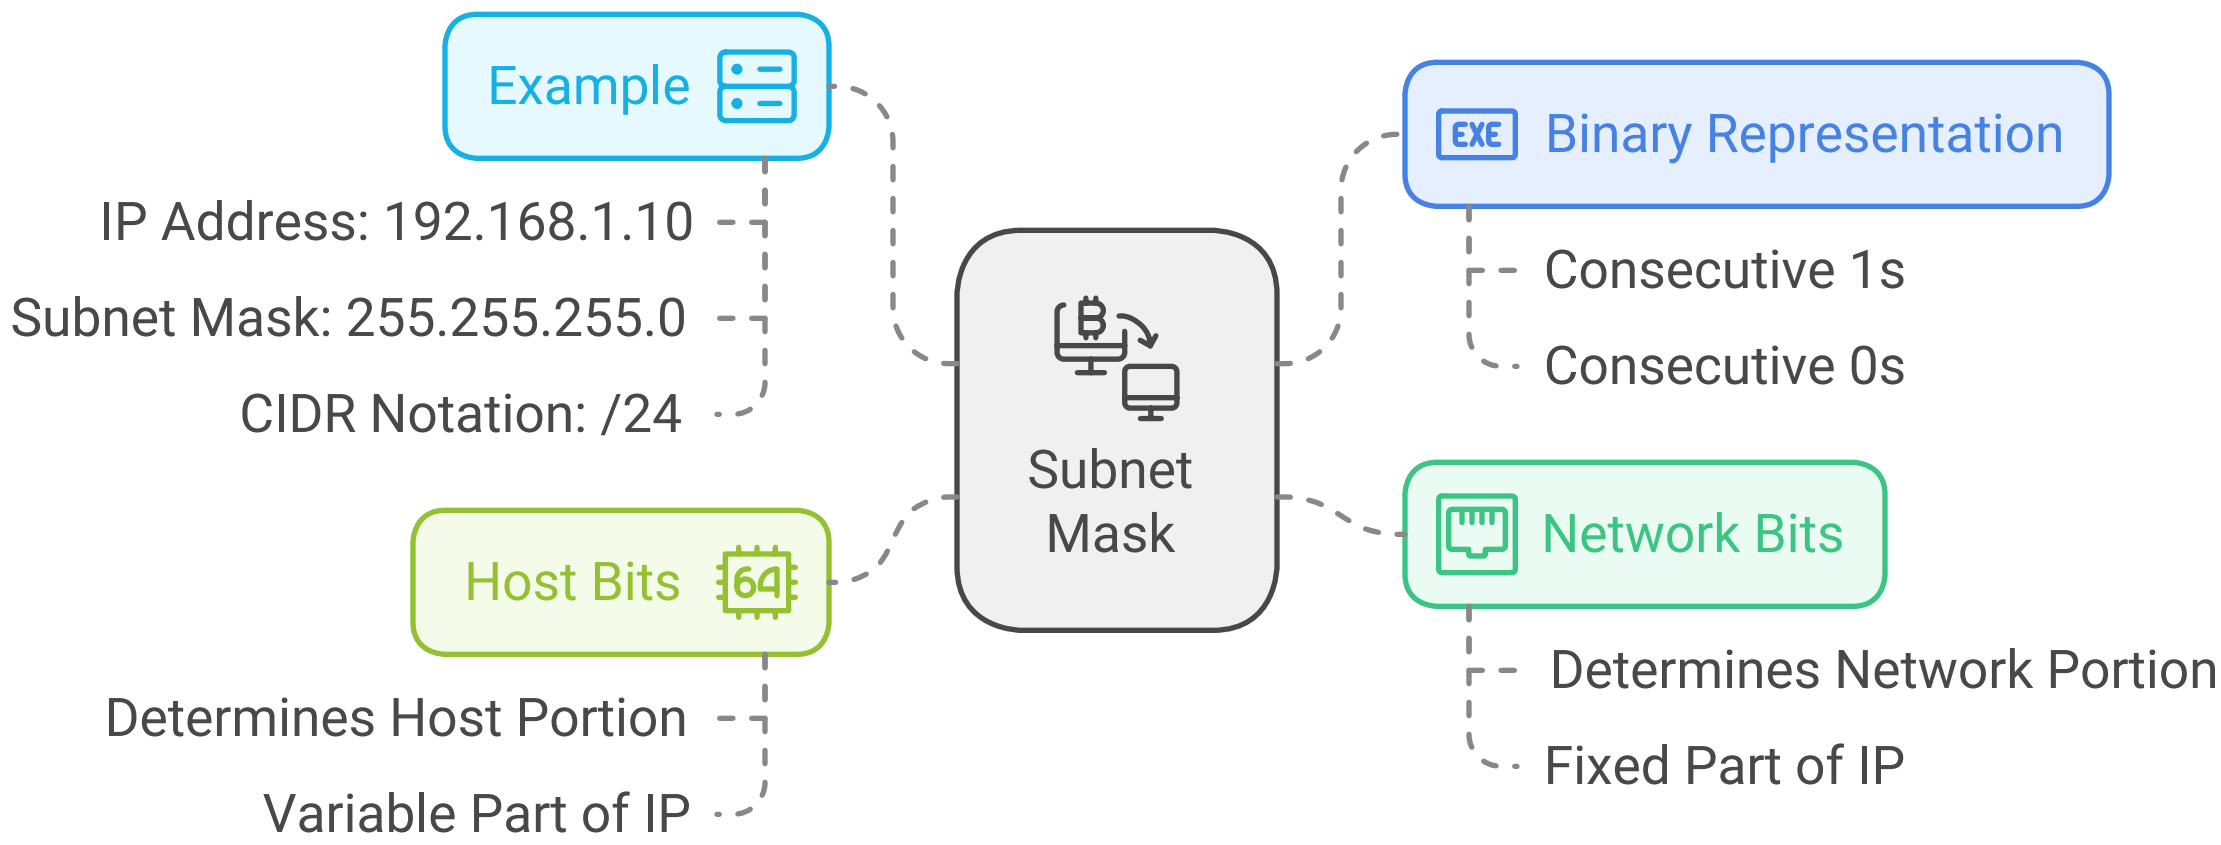 Example
IP Address: 192.168.1.10
Subnet Mask: 255.255.255.0
CIDR Notation: /24
Host Bits
64
Determines Host Portion
Variable Part of IP
Subnet
Mask
EXE
Binary Representation
Consecutive 1s
Consecutive 0s
Network Bits
Determines Network Portion
Fixed Part of IP